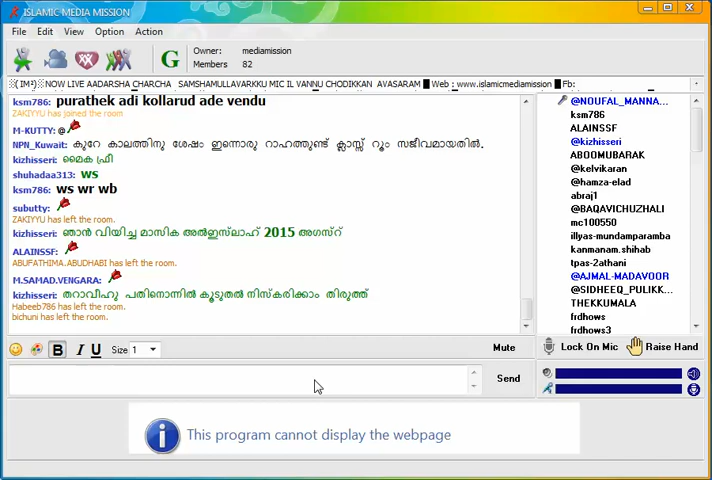 ISLAMIC MEDIA MISSION
File Edit View Option Action
Owner: mediamission
Members 82
G
░( IM²)░NOW LIVE AADARSHA CHARCHA SAMSHAMULLAVARKKU MIC IL VANNU CHODIKKAN AVASARAM █ Web : www.islamicmediamission █ Fb:
ksm786: purathek adi kollarud ade vendu
ZAKIYYU has joined the room
M-KUTTY: @
NPN_Kuwait: കുറേ കാലത്തിനു ശേഷം ഇന്നൊരു റാഹത്തുണ്ട് ക്ലാസ്സ് റൂം സജീവമായതിൽ.
kizhisseri: മൈക ഫ്രീ
shuhadaa313: ws
ksm786: ws wr wb
subutty:
ZAKIYYU has left the room.
kizhisseri: ഞാൻ വിയിച്ച മാസിക അൽഇസ്ലാഹ് 2015 അഗസ്റ്റ്
ALAINSSF:
ABUFATHIMA.ABUDHABI has left the room.
M.SAMAD.VENGARA:
kizhisseri: തറാവീഹു പതിനൊന്നിൽ കൂടുതൽ നിസ്കരിക്കാം തിരുത്ത്
Habeeb786 has left the room.
bichuni has left the room.
@NOUFAL_MANNA...
ksm786
ALAINSSF
@kizhisseri
ABOOMUBARAK
@kelvikaran
@hamza-elad
abraj1
@BAQAVICHUZHALI
mc100550
illyas-mundamparamba
kanmanam.shihab
tpas-2athani
@AJMAL-MADAVOOR
@SIDHEEQ_PULIKK...
THEKKUMALA
frdhows
frdhows3
B I U Size 1 Mute
Lock On Mic Raise Hand
Send
This program cannot display the webpage